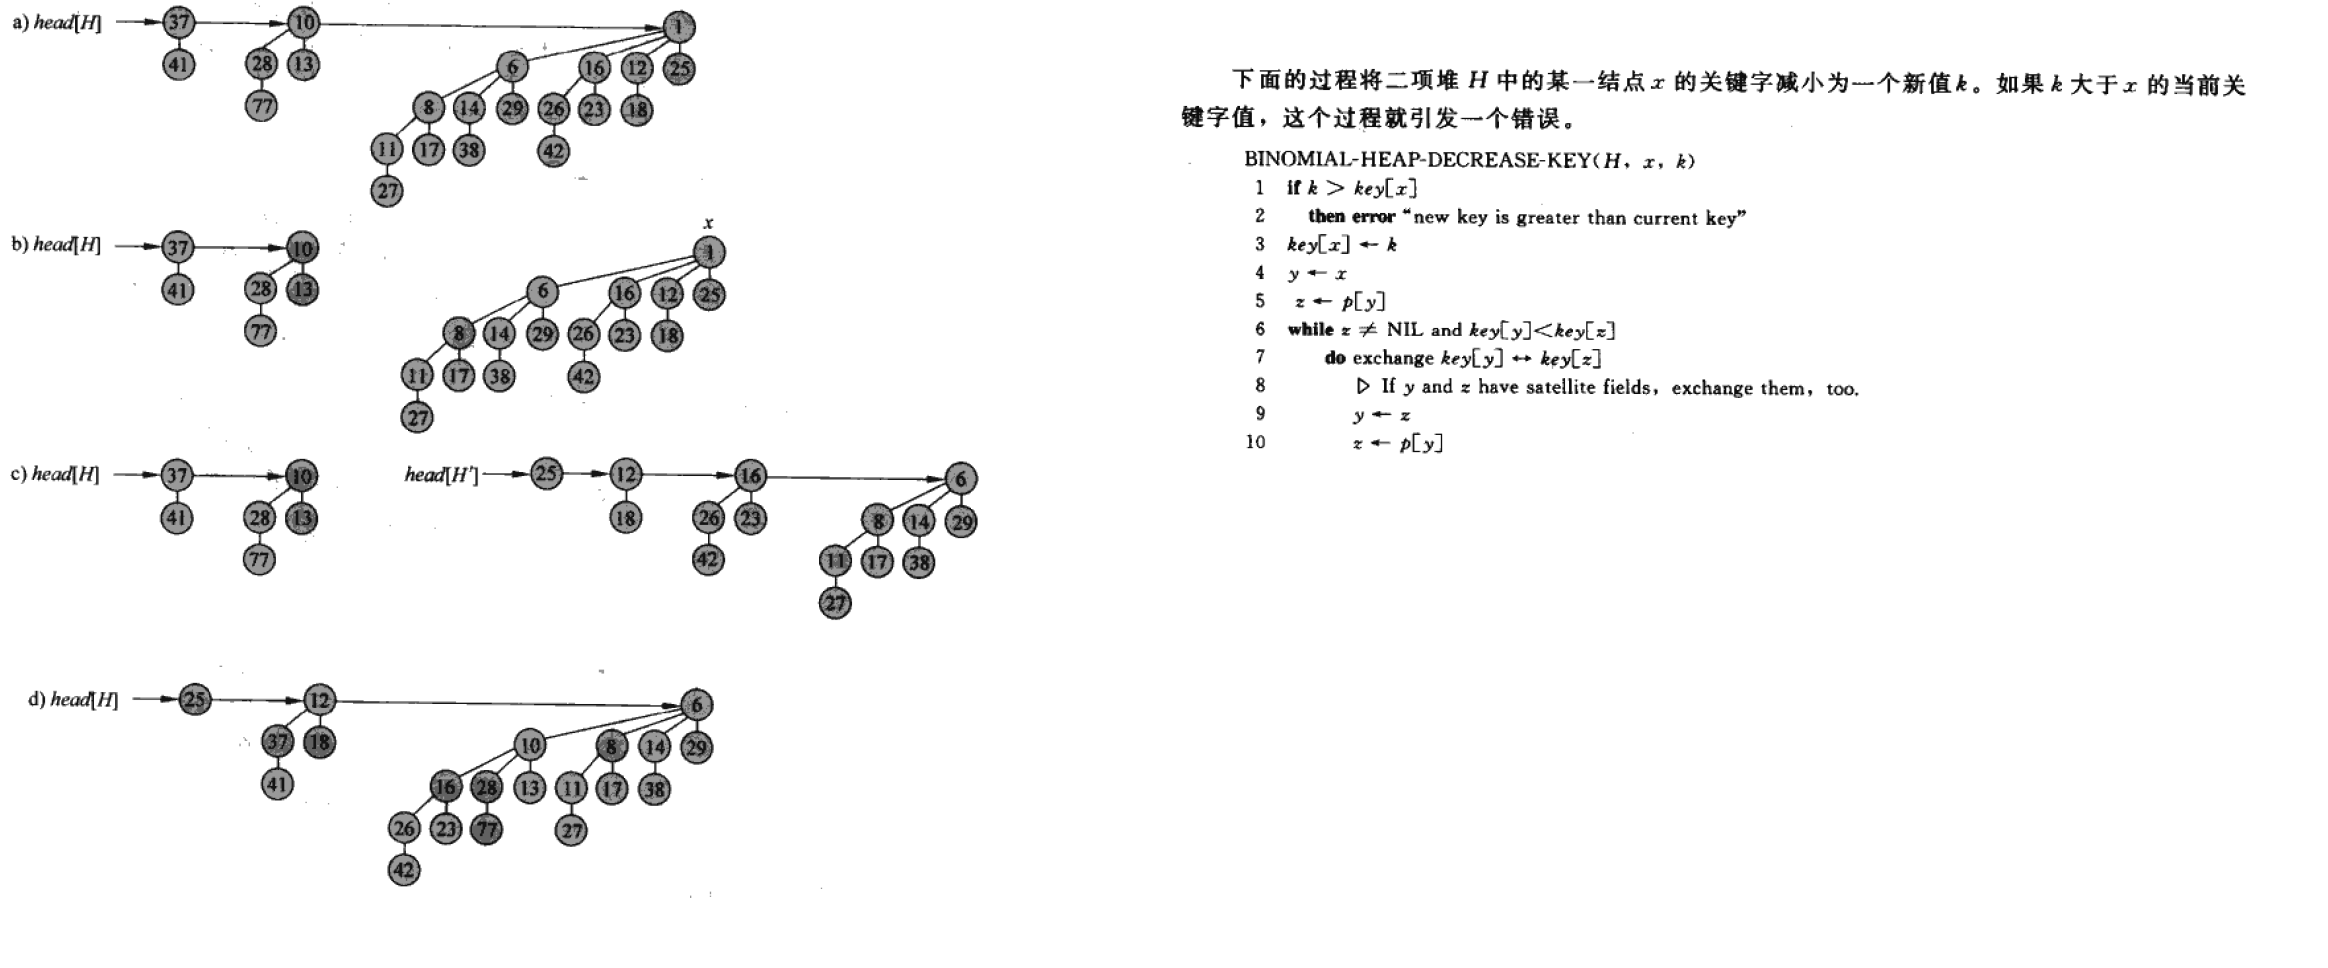 a) head[H] 37 10 1
6 16 12 25
41 28 13
8 14 29 26 23 18
77
11 17 38 42
27
b) head[H] 37 10 x
1
41 28 13 6 16 12 25
77 8 14 29 26 23 18
11 17 38 42
27
c) head[H] 37 10 head[H'] 25 12 16 6
41 28 13 18 26 23 8 14 29
77 42 11 17 38
27
d) head[H] 25 12 6
37 18 10 8 14 29
41 16 28 13 11 17 38
26 23 77 27
42
下面的过程将二项堆 H 中的某一结点 x 的关键字减小为一个新值 k。如果 k 大于 x 的当前关
键字值，这个过程就引发一个错误。
BINOMIAL-HEAP-DECREASE-KEY(H, x, k)
1 if k > key[x]
2 then error “new key is greater than current key”
3 key[x] ← k
4 y ← x
5 z ← p[y]
6 while z ≠ NIL and key[y]<key[z]
7 do exchange key[y] ↔ key[z]
8 ▷ If y and z have satellite fields, exchange them, too.
9 y ← z
10 z ← p[y]